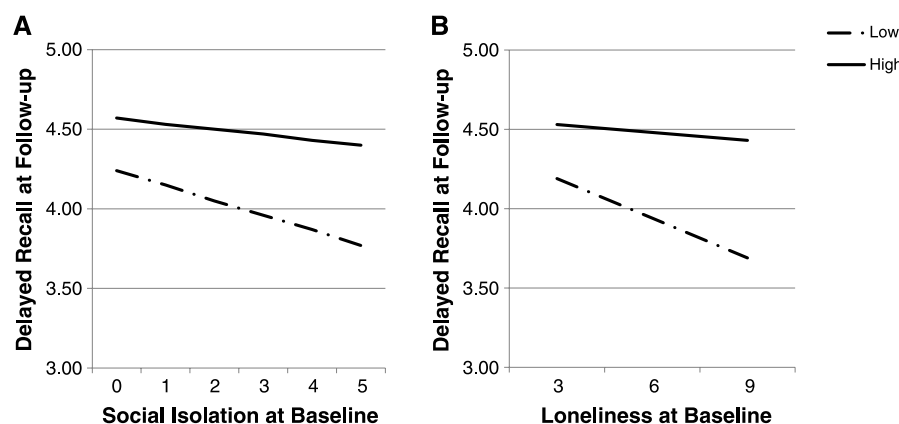 A
B
Low
High
5.00
4.50
4.00
3.50
3.00
Delayed Recall at Follow-up
0 1 2 3 4 5
Social Isolation at Baseline
5.00
4.50
4.00
3.50
3.00
Delayed Recall at Follow-up
3 6 9
Loneliness at Baseline